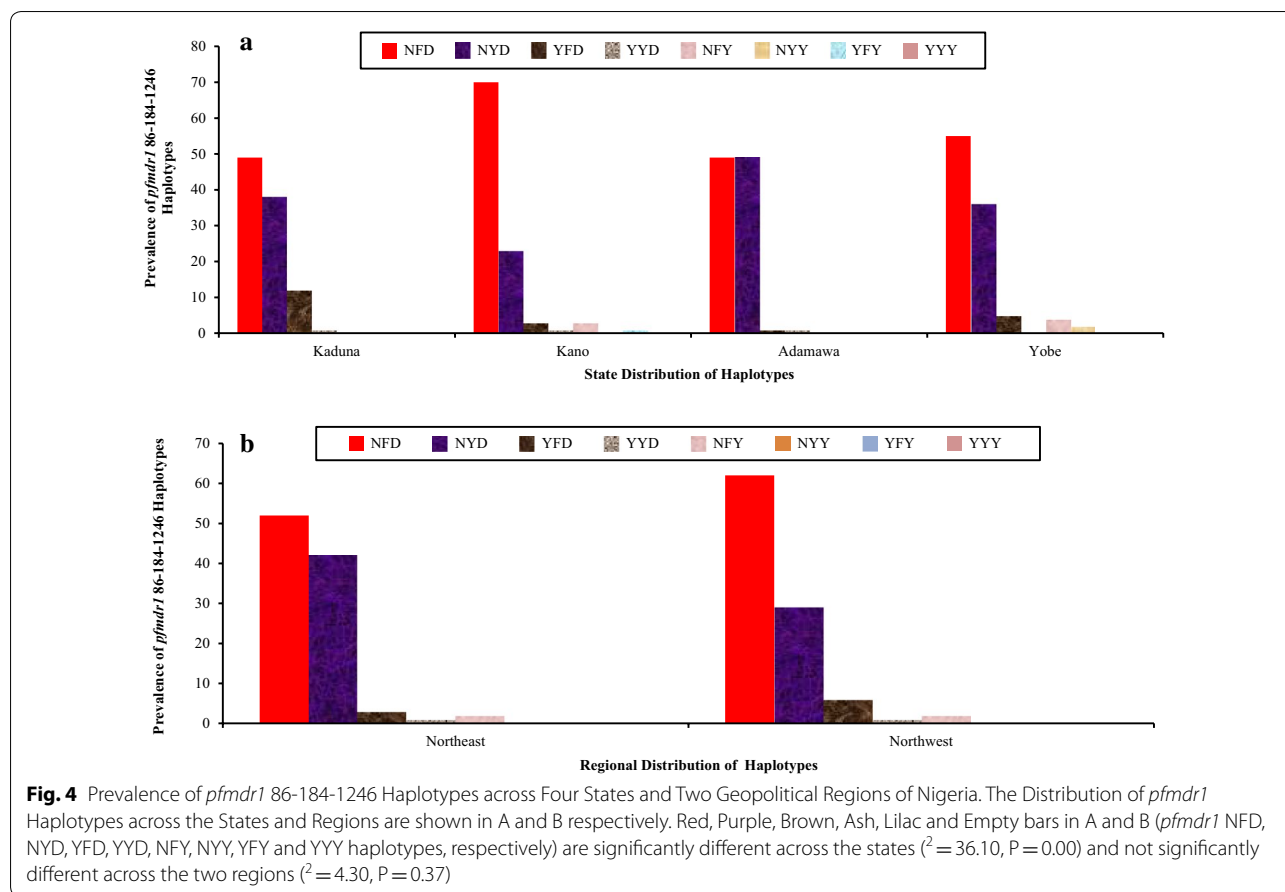 a
NFD NYD YFD YYD NFY NYY YFY YYY
Prevalence of pfmdr1 86-184-1246
Haplotypes
80
70
60
50
40
30
20
10
0
Kaduna Kano Adamawa Yobe
State Distribution of Haplotypes
b
NFD NYD YFD YYD NFY NYY YFY YYY
Prevalence of pfmdr1 86-184-1246 Haplotypes
70
60
50
40
30
20
10
0
Northeast Northwest
Regional Distribution of Haplotypes
Fig. 4 Prevalence of pfmdr1 86-184-1246 Haplotypes across Four States and Two Geopolitical Regions of Nigeria. The Distribution of pfmdr1
Haplotypes across the States and Regions are shown in A and B respectively. Red, Purple, Brown, Ash, Lilac and Empty bars in A and B (pfmdr1 NFD,
NYD, YFD, YYD, NFY, NYY, YFY and YYY haplotypes, respectively) are significantly different across the states (² = 36.10, P = 0.00) and not significantly
different across the two regions (² = 4.30, P = 0.37)